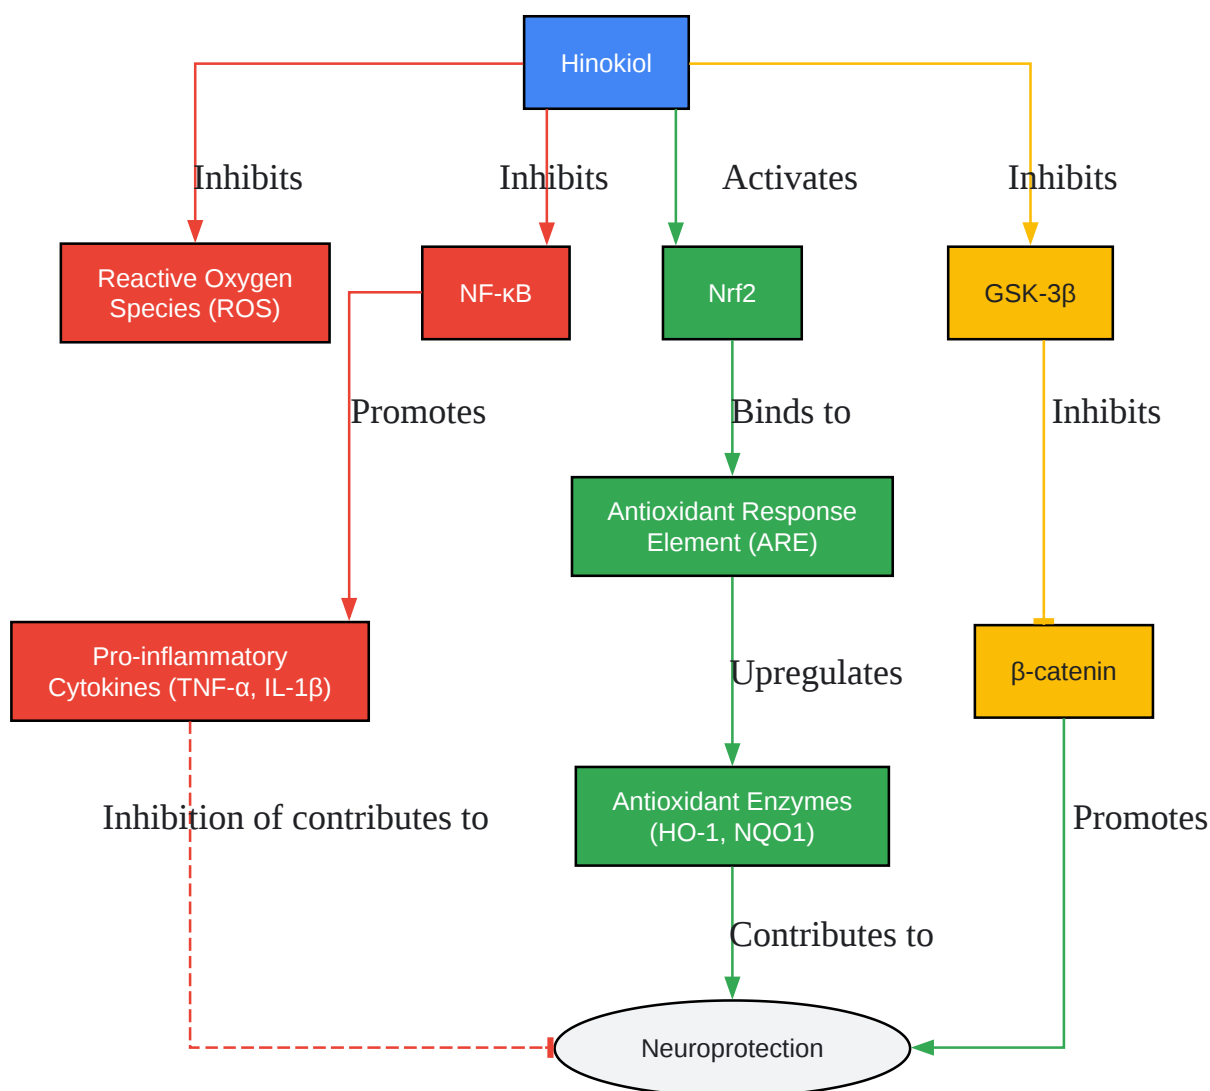 Hinokiol
Inhibits
Inhibits
Activates
Inhibits
Reactive Oxygen
Species (ROS)
NF-κB
Nrf2
GSK-3β
Promotes
Binds to
Inhibits
Antioxidant Response
Element (ARE)
Pro-inflammatory
Cytokines (TNF-α, IL-1β)
Upregulates
β-catenin
Antioxidant Enzymes
(HO-1, NQO1)
Inhibition of contributes to
Promotes
Contributes to
Neuroprotection